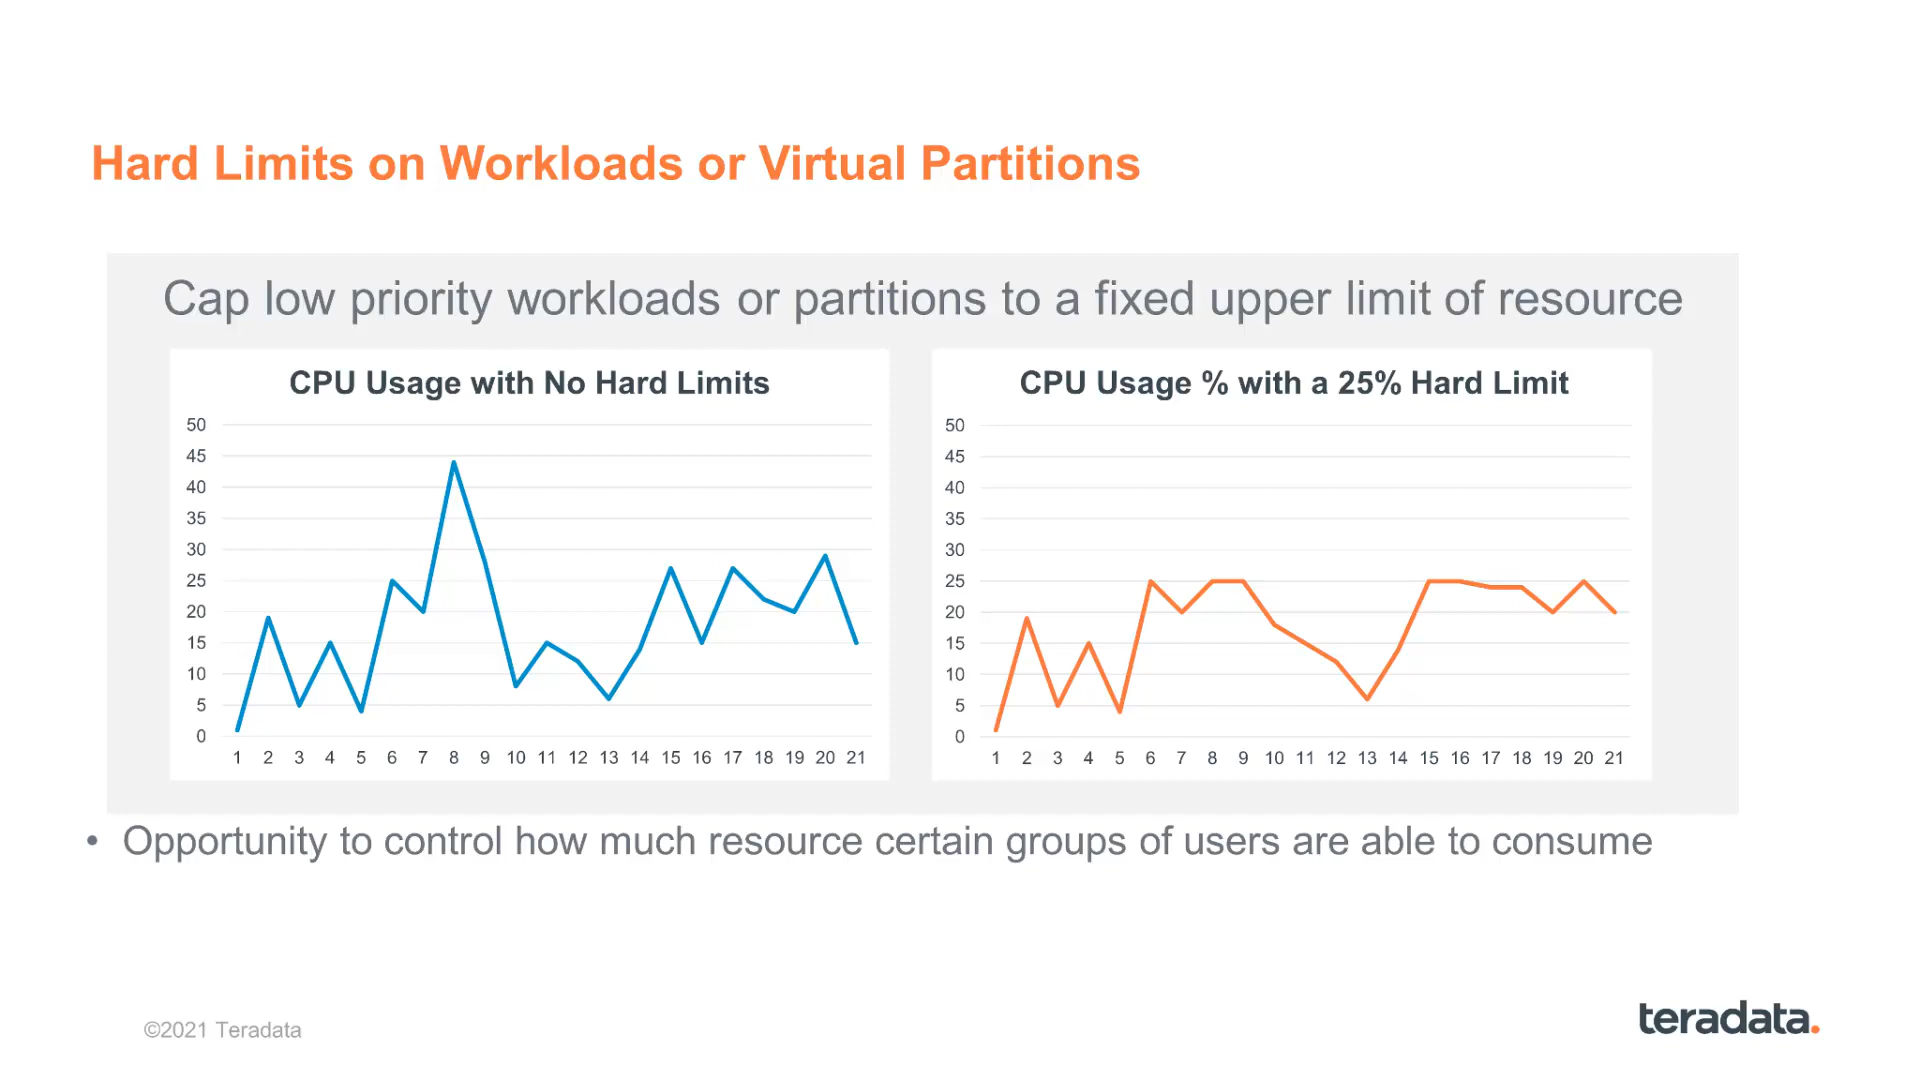 Hard Limits on Workloads or Virtual Partitions
Cap low priority workloads or partitions to a fixed upper limit of resource
CPU Usage with No Hard Limits
50
45
40
35
30
25
20
15
10
5
0
1 2 3 4 5 6 7 8 9 10 11 12 13 14 15 16 17 18 19 20 21
CPU Usage % with a 25% Hard Limit
50
45
40
35
30
25
20
15
10
5
0
1 2 3 4 5 6 7 8 9 10 11 12 13 14 15 16 17 18 19 20 21
• Opportunity to control how much resource certain groups of users are able to consume
©2021 Teradata
teradata.